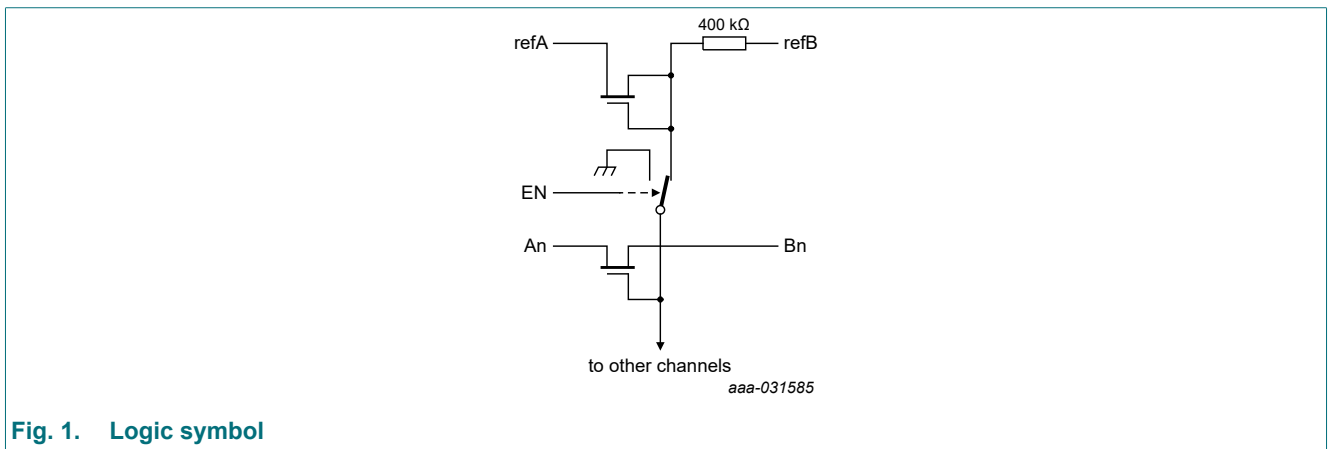 400 kΩ
refA
refB
EN
An
Bn
to other channels
aaa-031585
Fig. 1. Logic symbol